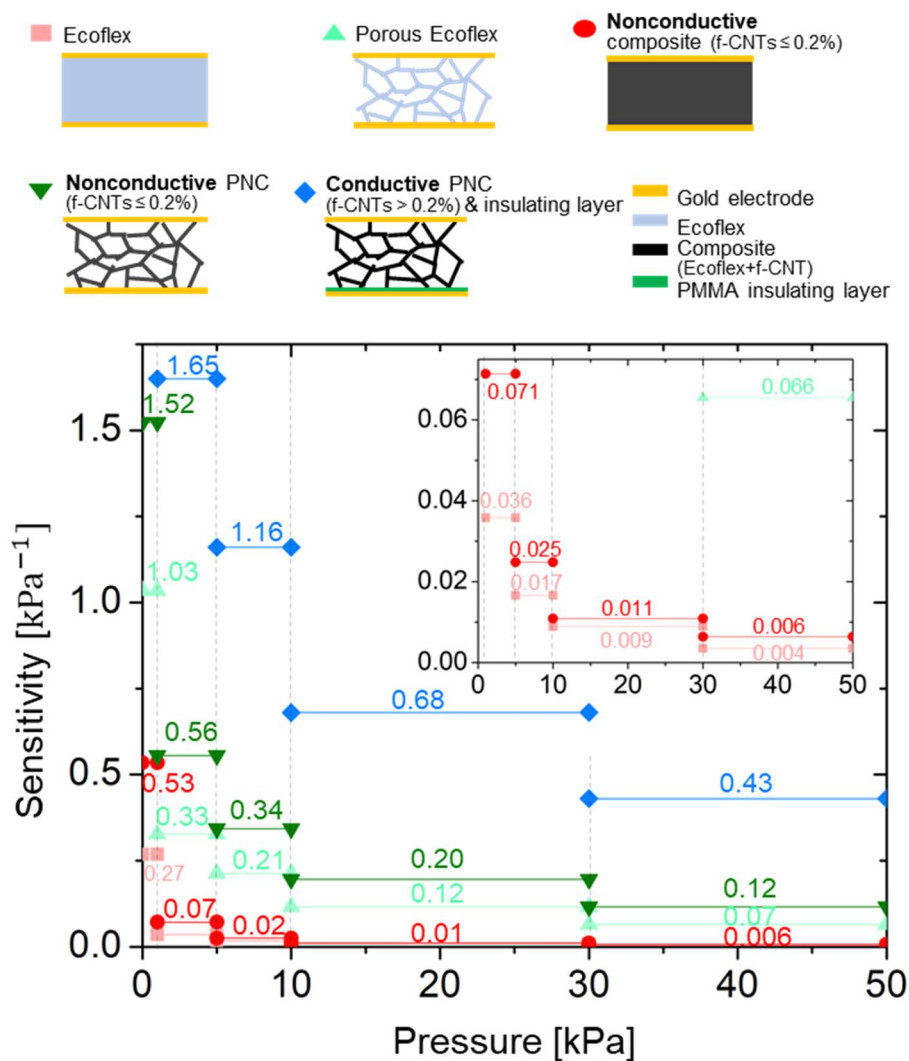 Ecoflex
Porous Ecoflex
Nonconductive
composite (f-CNTs ≤ 0.2%)
Nonconductive PNC
(f-CNTs ≤ 0.2%)
Conductive PNC
(f-CNTs > 0.2%) & insulating layer
Gold electrode
Ecoflex
Composite
(Ecoflex+f-CNT)
PMMA insulating layer
Sensitivity [kPa⁻¹]
1.5
1.0
0.5
0.0
1.65
1.52
1.16
1.03
0.68
0.56
0.53
0.43
0.34
0.33
0.27
0.21
0.20
0.12
0.12
0.07
0.07
0.02
0.01
0.006
0 10 20 30 40 50
Pressure [kPa]
0.06
0.04
0.02
0.00
0.071
0.066
0.036
0.025
0.017
0.011
0.009
0.006
0.004
0 10 20 30 40 50